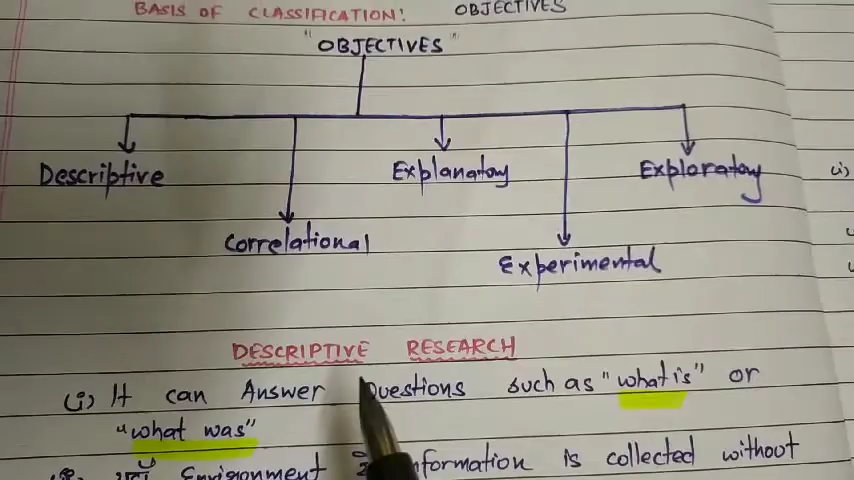 BASIS OF CLASSIFICATION: OBJECTIVES
"OBJECTIVES"
Descriptive Explanatory Exploratory
Correlational Experimental
DESCRIPTIVE RESEARCH
(i) It can Answer Questions such as "what is" or
"what was"
Environment में information is collected without